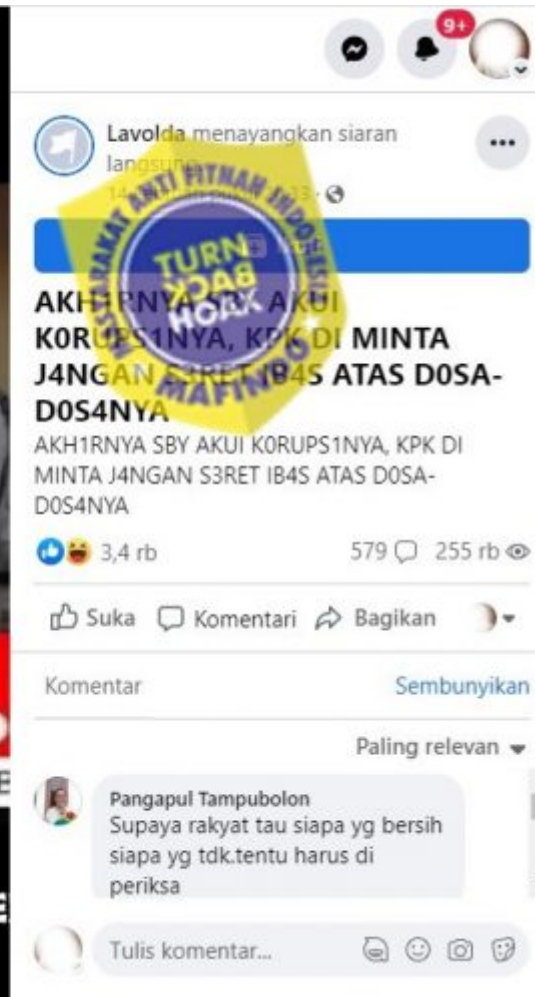 9+
Lavolda menayangkan siaran
langsung.
MASYARAKAT ANTI FITNAH INDONESIA
TURN
BACK
HOAX
MAFINDO
AKH1RNYA SBY AKUI
K0RUPS1NYA, KPK DI MINTA
J4NGAN S3RET IB4S ATAS D0SA-
D0S4NYA
AKH1RNYA SBY AKUI K0RUPS1NYA, KPK DI
MINTA J4NGAN S3RET IB4S ATAS D0SA-
D0S4NYA
3,4 rb 579 255 rb
Suka Komentari Bagikan
Komentar Sembunyikan
Paling relevan
Pangapul Tampubolon
Supaya rakyat tau siapa yg bersih
siapa yg tdk.tentu harus di
periksa
Tulis komentar...